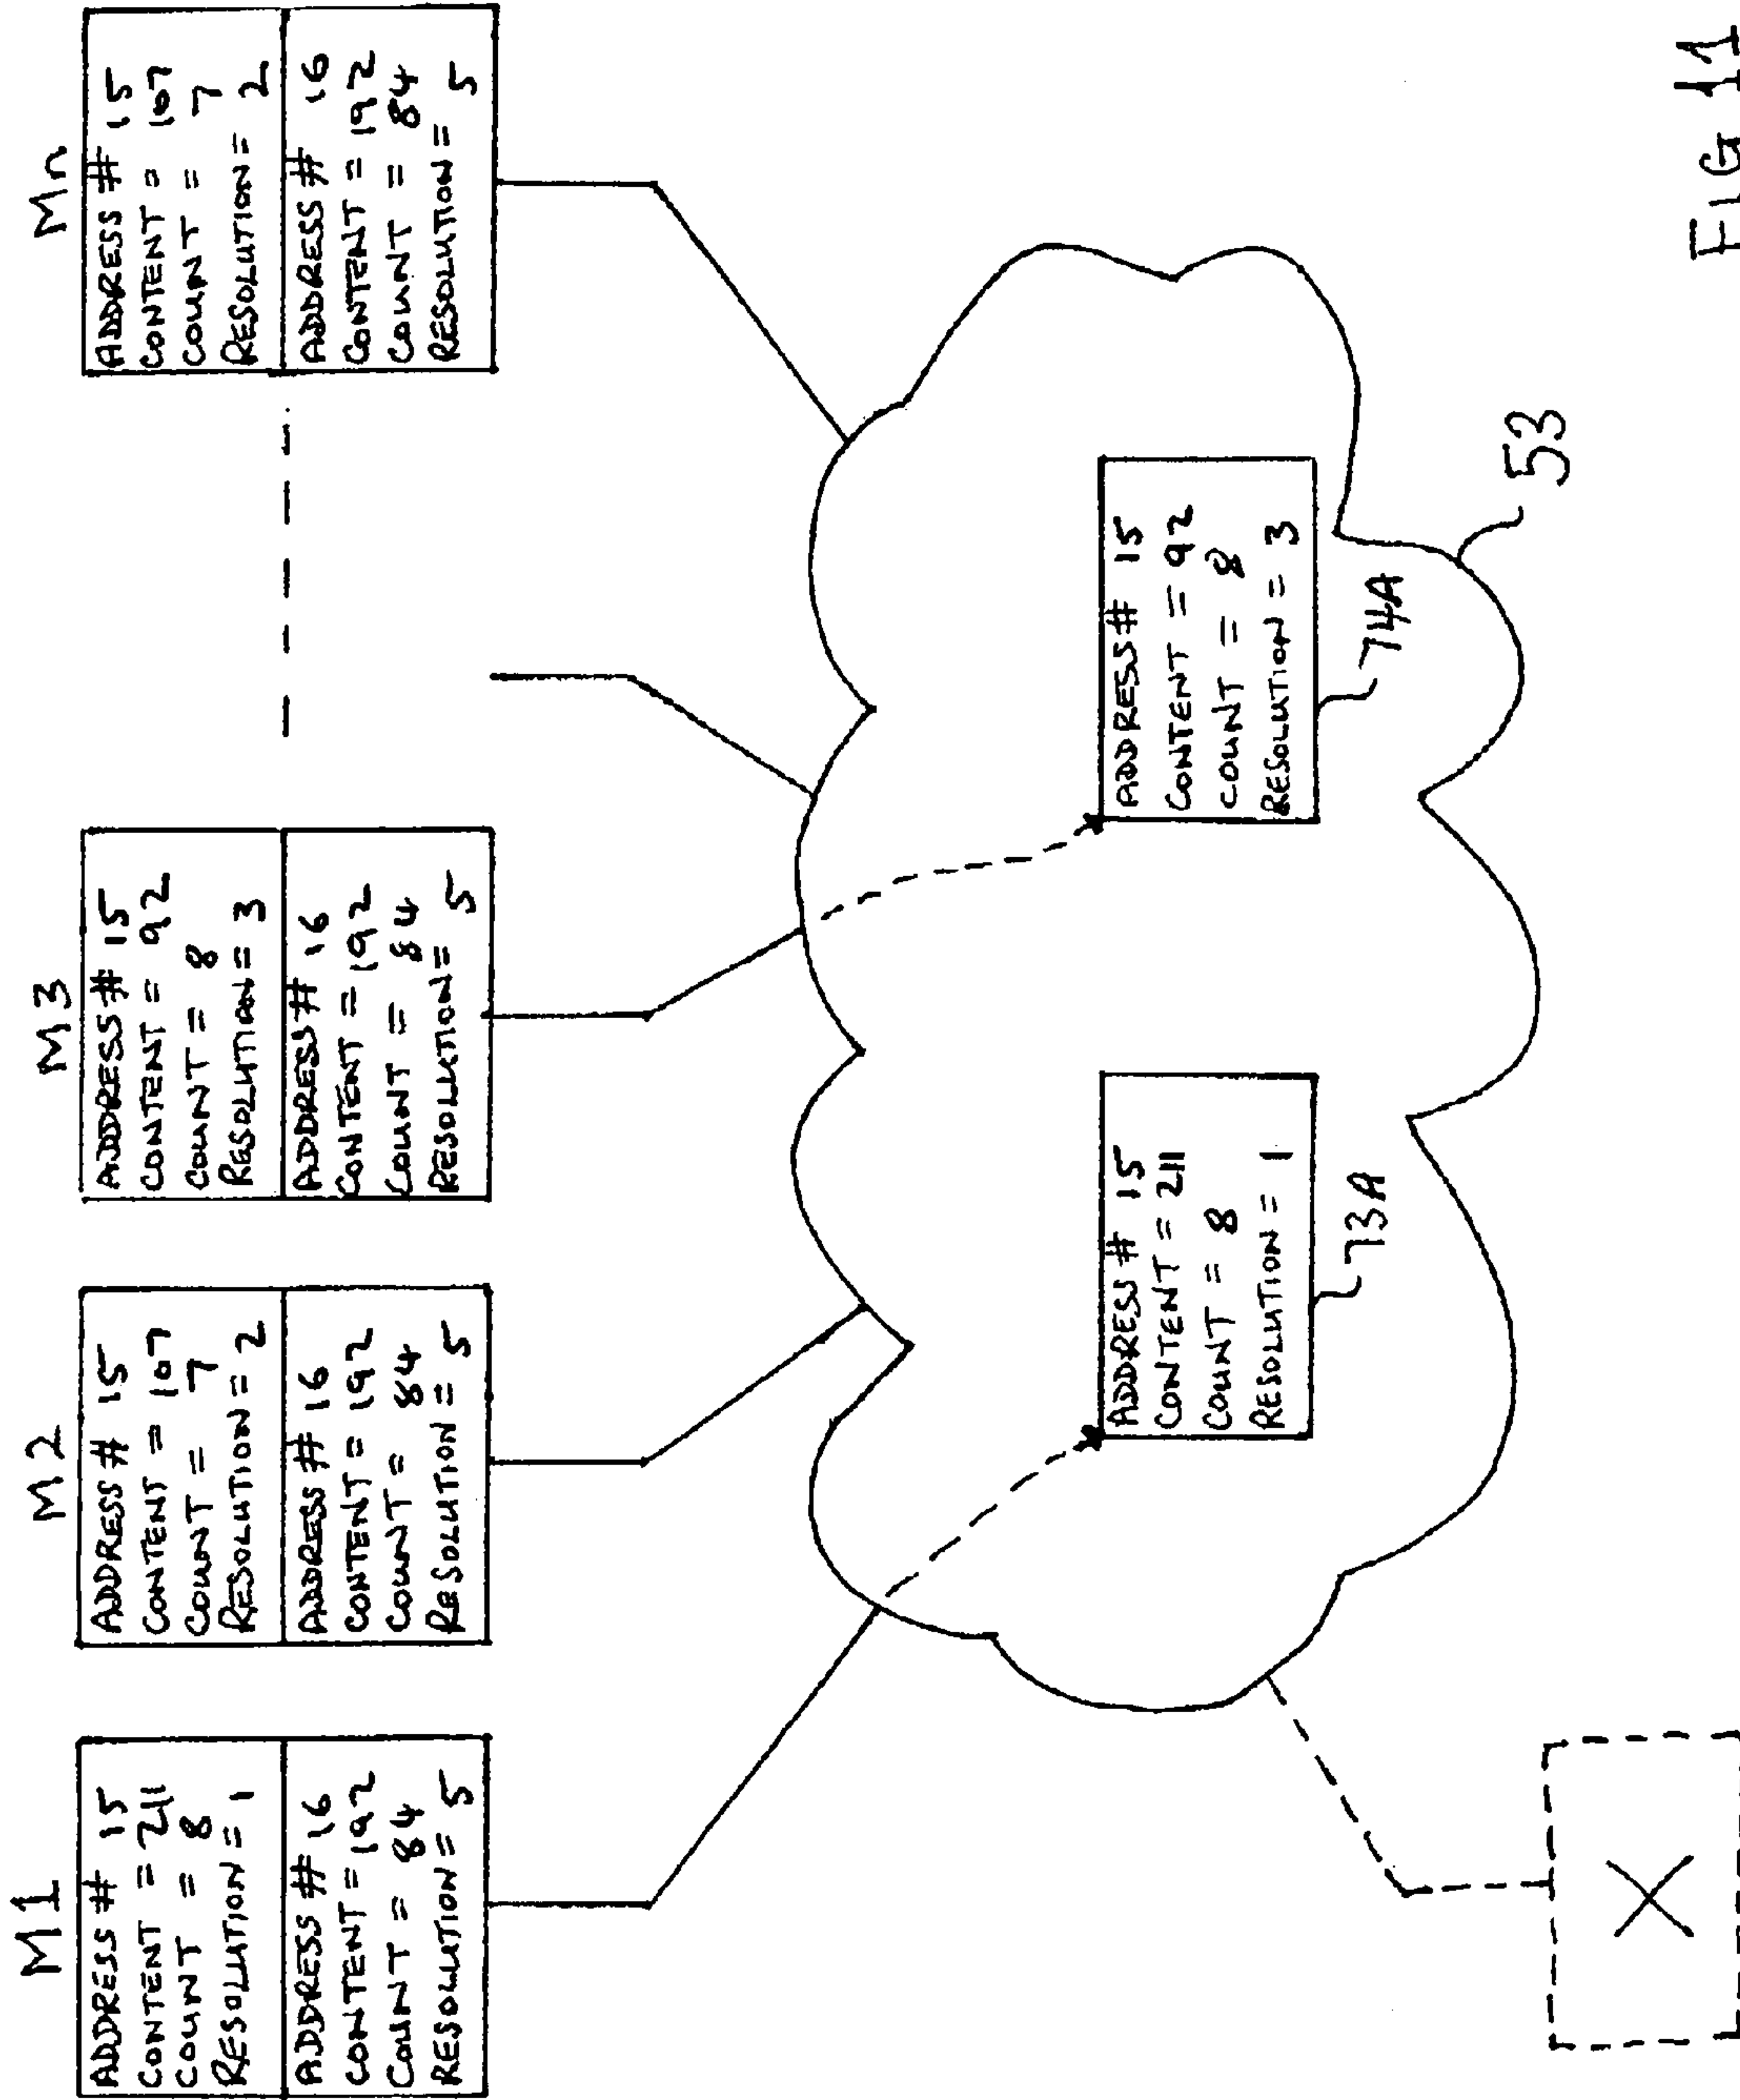 M1
ADDRESS # 15
CONTENT = 211
COUNT = 8
RESOLUTION = 1
ADDRESS # 16
CONTENT = 192
COUNT = 84
RESOLUTION = 5
M2
ADDRESS # 15
CONTENT = 107
COUNT = 7
RESOLUTION = 2
ADDRESS # 16
CONTENT = 192
COUNT = 84
RESOLUTION = 5
M3
ADDRESS # 15
CONTENT = 92
COUNT = 8
RESOLUTION = 3
ADDRESS # 16
CONTENT = 192
COUNT = 84
RESOLUTION = 5
Mn
ADDRESS # 15
CONTENT = 107
COUNT = 7
RESOLUTION = 2
ADDRESS # 16
CONTENT = 192
COUNT = 84
RESOLUTION = 5
ADDRESS # 15
CONTENT = 211
COUNT = 8
RESOLUTION = 1
73A
ADDRESS # 15
CONTENT = 92
COUNT = 8
RESOLUTION = 3
74A
53
X
FIG 11